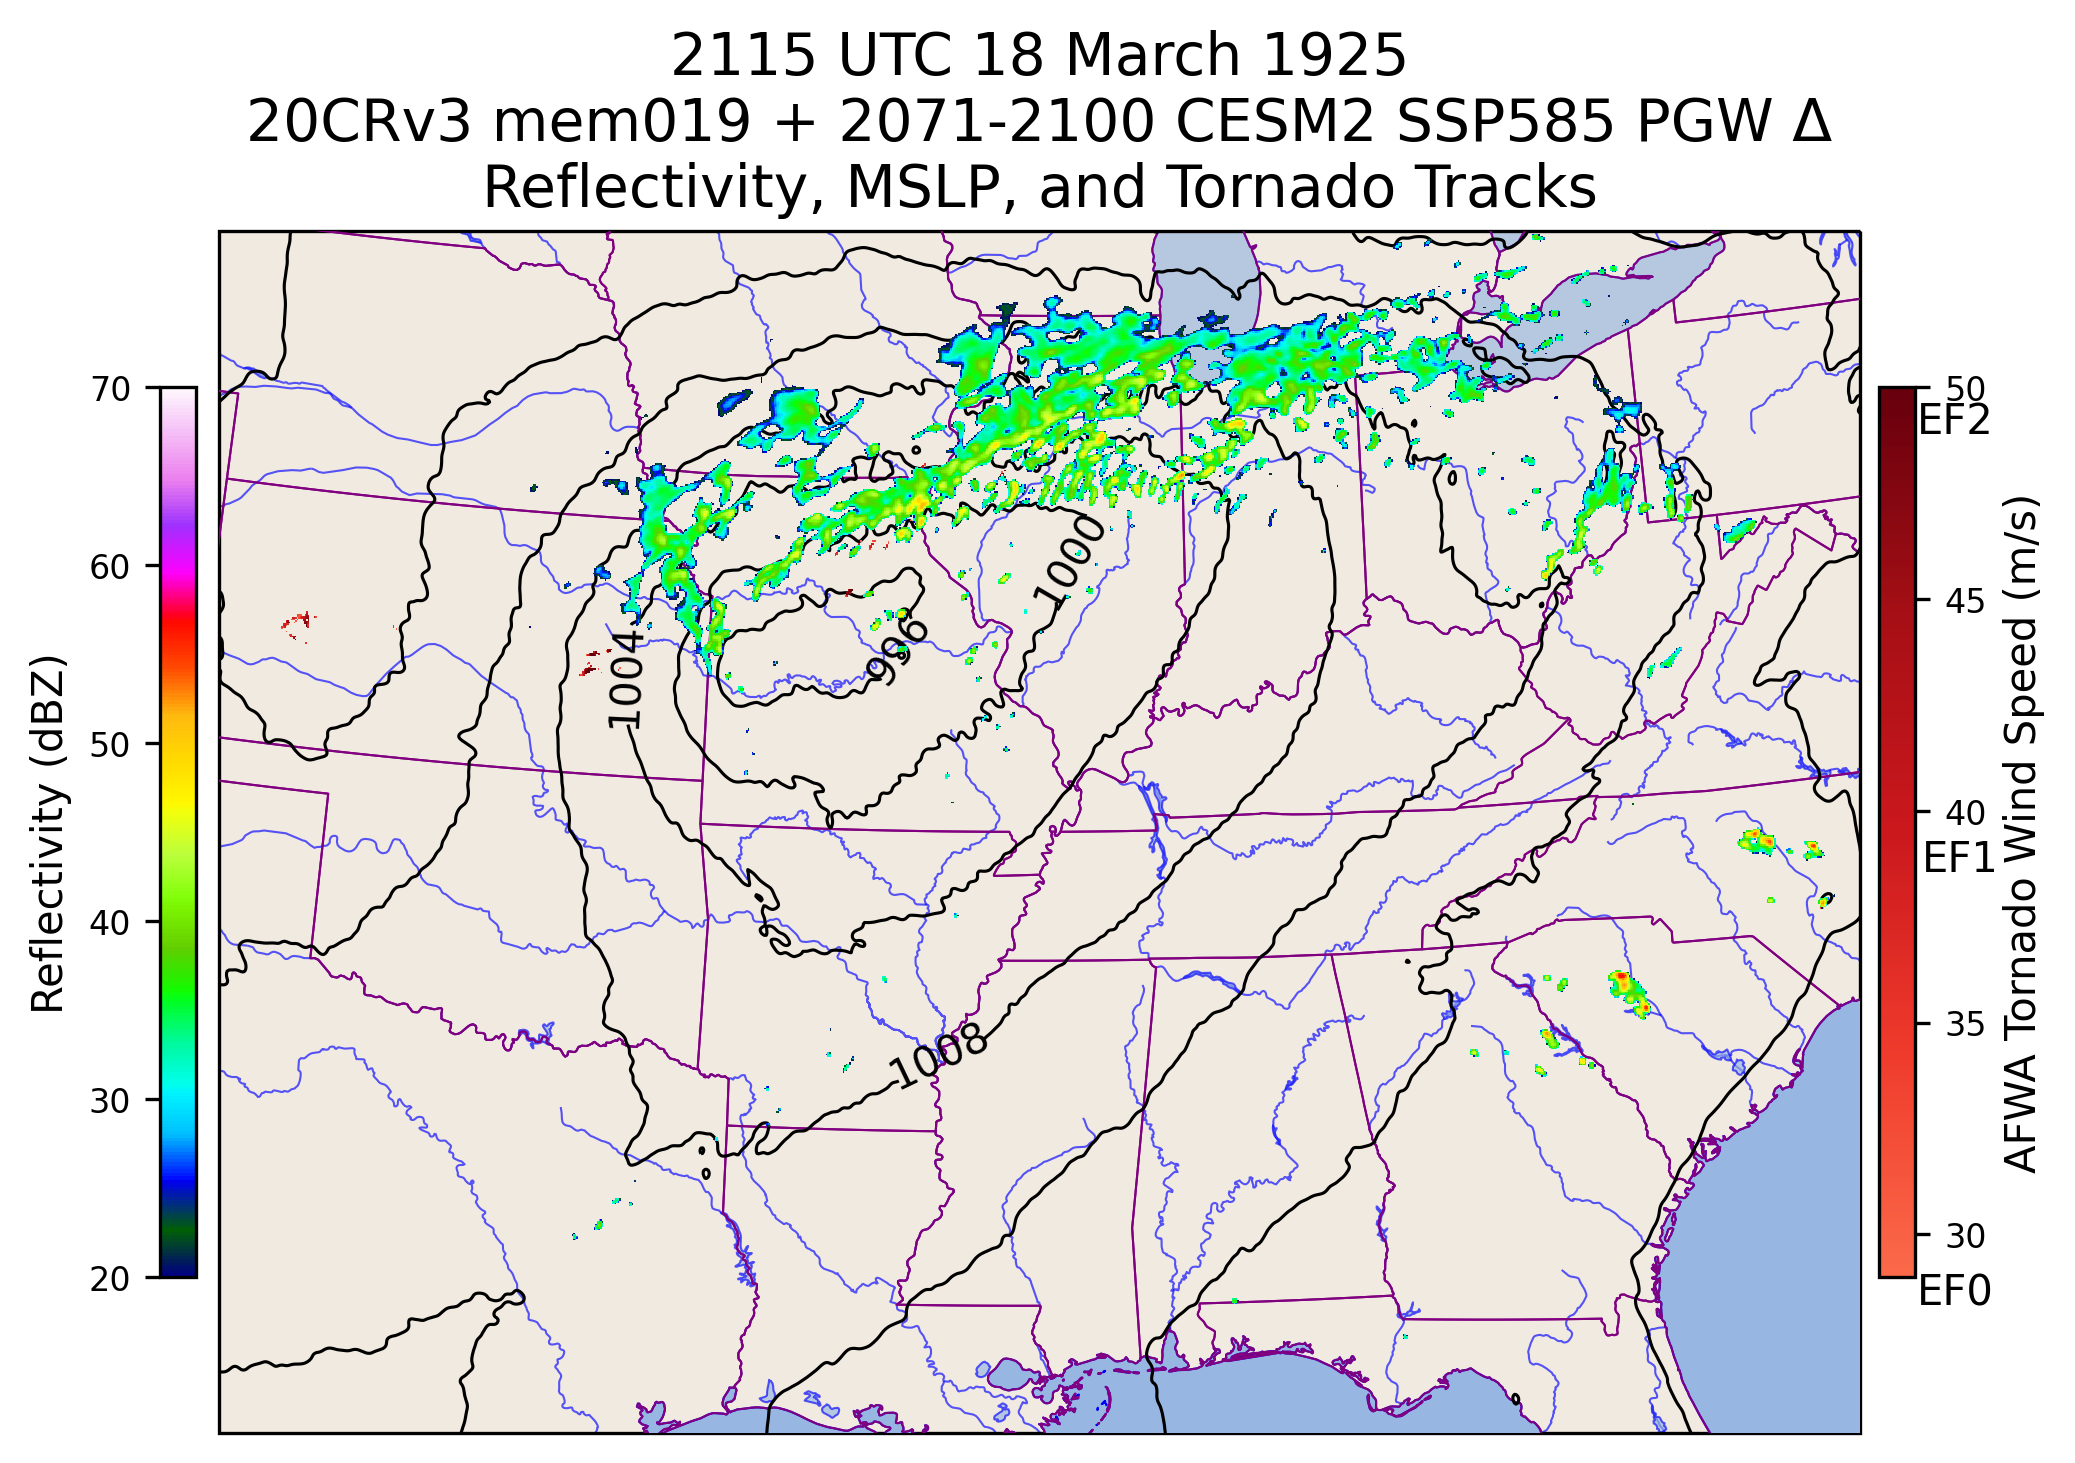 2115 UTC 18 March 1925
20CRv3 mem019 + 2071-2100 CESM2 SSP585 PGW Δ
Reflectivity, MSLP, and Tornado Tracks
Reflectivity (dBZ)
70
60
50
40
30
20
1004
996
1000
1008
50
EF2
45
40
EF1
35
30
EF0
AFWA Tornado Wind Speed (m/s)